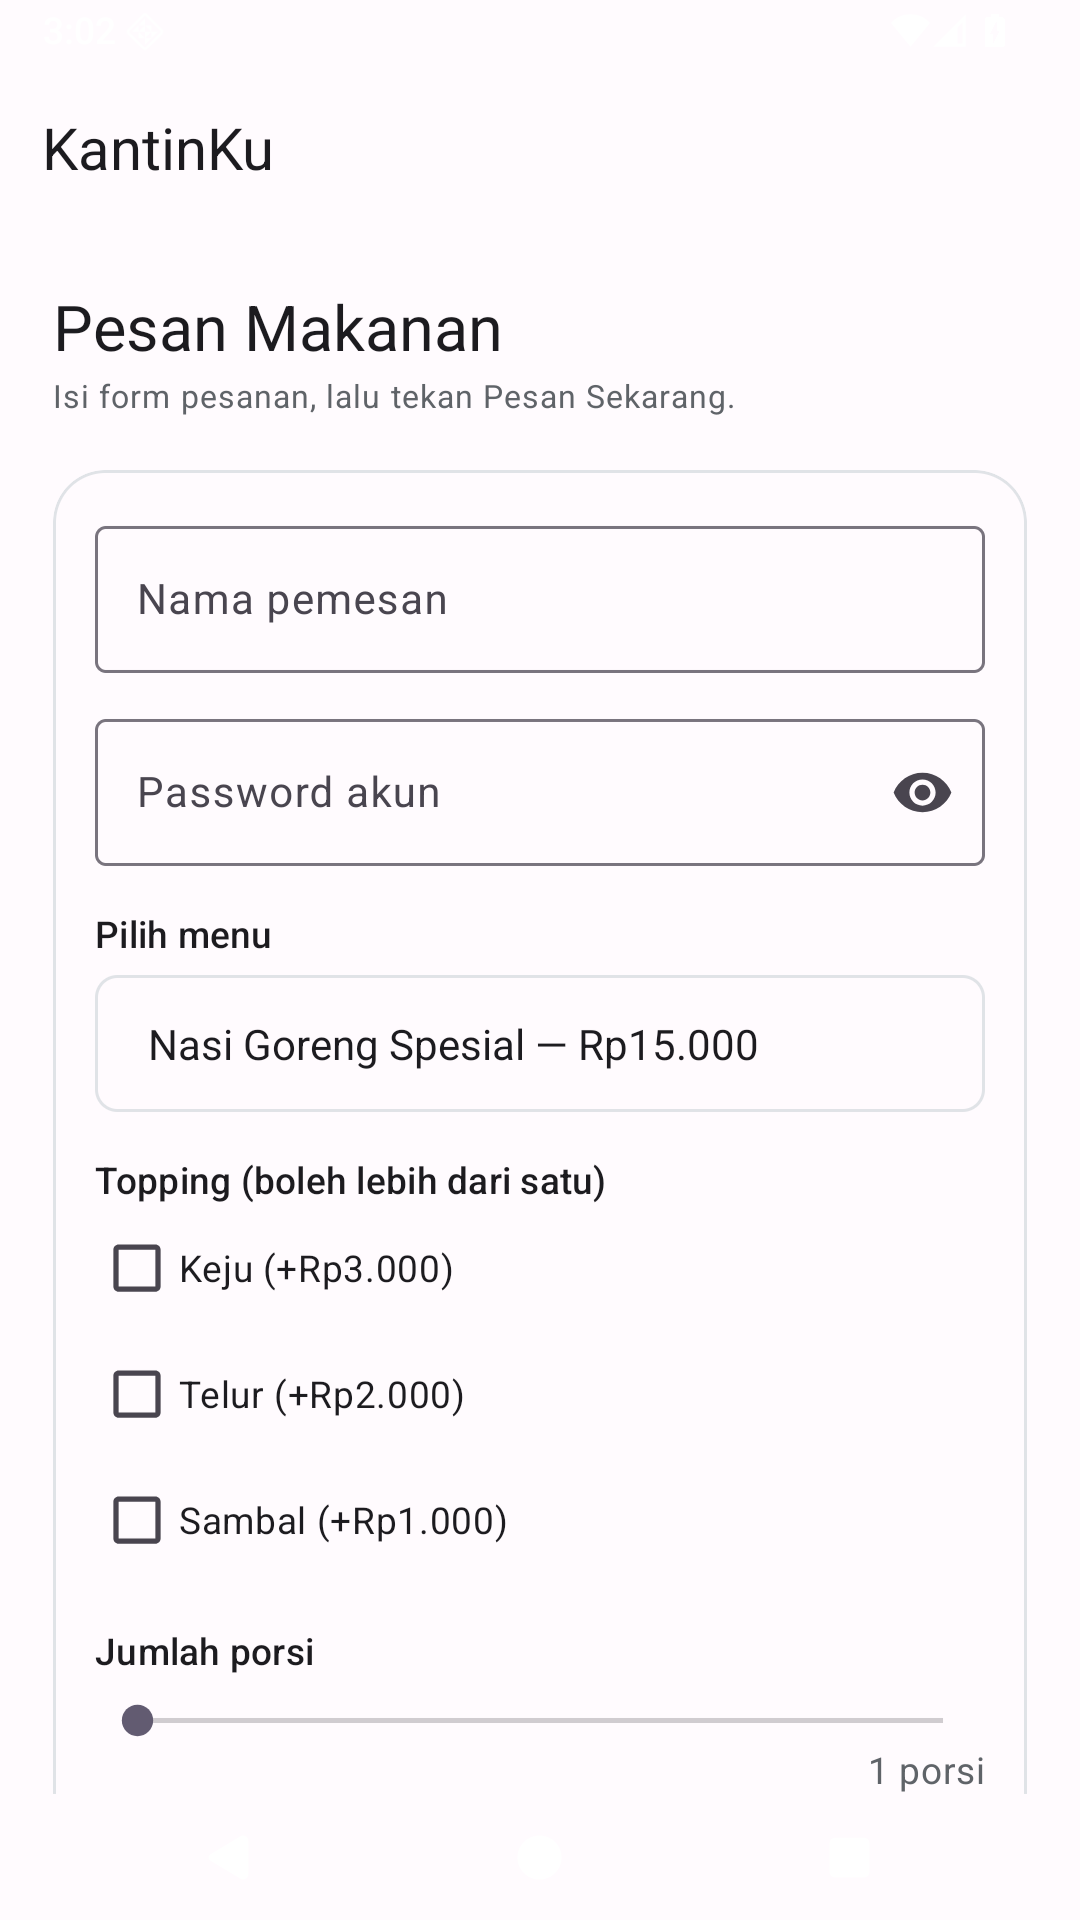 KantinKu
Pesan Makanan
Isi form pesanan, lalu tekan Pesan Sekarang.
Nama pemesan
Password akun
Pilih menu
Nasi Goreng Spesial — Rp15.000
Topping (boleh lebih dari satu)
Keju (+Rp3.000)
Telur (+Rp2.000)
Sambal (+Rp1.000)
Jumlah porsi
1 porsi